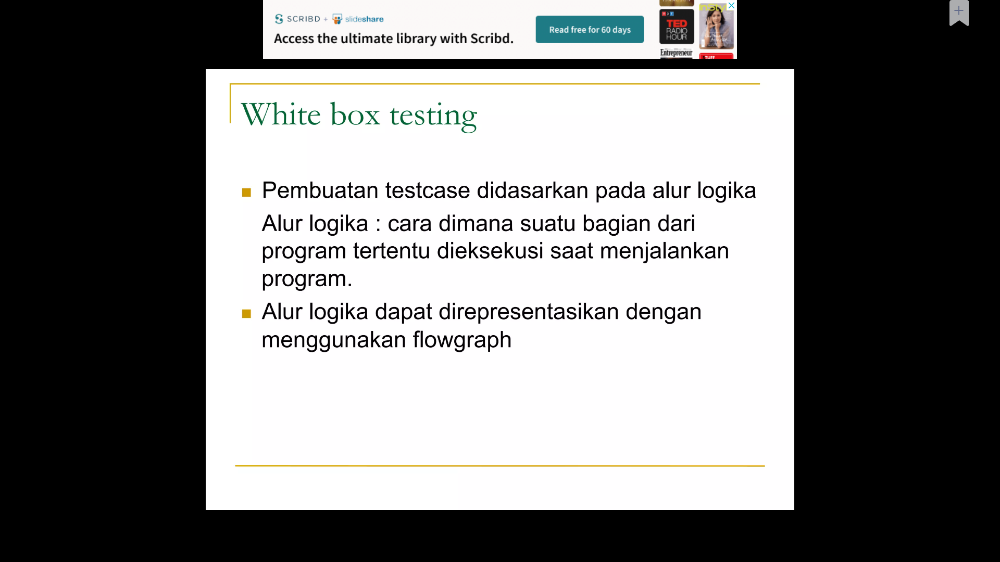 SCRIBD + slideshare
Access the ultimate library with Scribd.
Read free for 60 days
TED
RADIO
HOUR
InStyl
Entrepreneur
White box testing
Pembuatan testcase didasarkan pada alur logika
Alur logika : cara dimana suatu bagian dari
program tertentu dieksekusi saat menjalankan
program.
Alur logika dapat direpresentasikan dengan
menggunakan flowgraph